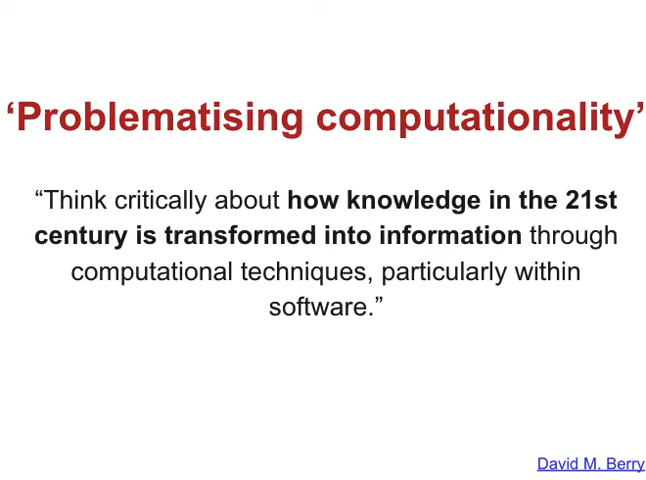 ‘Problematising computationality’
“Think critically about how knowledge in the 21st
century is transformed into information through
computational techniques, particularly within
software.”
David M. Berry